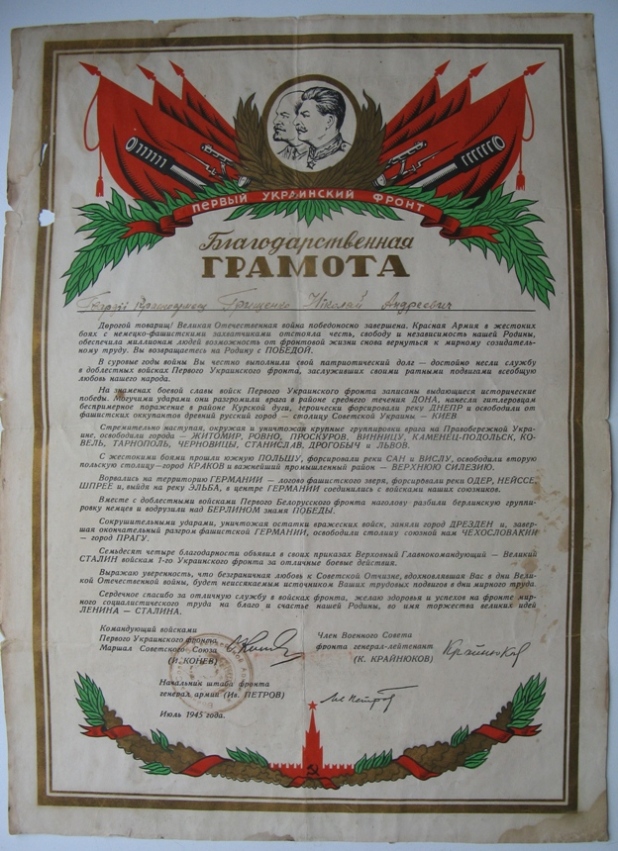 ПЕРВЫЙ УКРАИНСКИЙ ФРОНТ
Благодарственная
ГРАМОТА
Николай Андреевич
Дорогой товарищ! Великая Отечественная война победоносно завершена. Красная Армия в жестоких
боях с немецко-фашистскими захватчиками отстояла честь, свободу и независимость нашей Родины,
обеспечила миллионам людей возможность от фронтовой жизни снова вернуться к мирному созидатель-
ному труду. Вы возвращаетесь на Родину с ПОБЕДОЙ.
В суровые годы войны Вы честно выполнили свой патриотический долг — достойно несли службу
в доблестных войсках Первого Украинского фронта, заслуживших своими ратными подвигами всеобщую
любовь нашего народа.
На знаменах боевой славы войск Первого Украинского фронта записаны выдающиеся исторические
победы. Могучими ударами они разгромили врага в районе среднего течения ДОНА, нанесли гитлеровцам
беспримерное поражение в районе Курской дуги, героически форсировали реку ДНЕПР и освободили от
фашистских оккупантов древний русский город — столицу Советской Украины — КИЕВ.
Стремительно наступая, окружая и уничтожая крупные группировки врага на Правобережной Укра-
ине, освободили города — ЖИТОМИР, РОВНО, ПРОСКУРОВ, ВИННИЦУ, КАМЕНЕЦ-ПОДОЛЬСК, КО-
ВЕЛЬ, ТАРНОПОЛЬ, ЧЕРНОВИЦЫ, СТАНИСЛАВ, ДРОГОБЫЧ и ЛЬВОВ.
С жестокими боями прошли южную ПОЛЬШУ, форсировали реки САН и ВИСЛУ, освободили вторую
польскую столицу—город КРАКОВ и важнейший промышленный район — ВЕРХНЮЮ СИЛЕЗИЮ.
Ворвались на территорию ГЕРМАНИИ — логово фашистского зверя, форсировали реки ОДЕР, НЕЙССЕ,
ШПРЕЕ и, выйдя на реку ЭЛЬБА, в центре ГЕРМАНИИ соединились с войсками наших союзников.
Вместе с доблестными войсками Первого Белорусского фронта наголову разбили берлинскую группи-
ровку немцев и водрузили над БЕРЛИНОМ знамя ПОБЕДЫ.
Сокрушительными ударами, уничтожая остатки вражеских войск, заняли город ДРЕЗДЕН и, завер-
шая окончательный разгром фашистской ГЕРМАНИИ, освободили столицу союзной нам ЧЕХОСЛОВАКИИ
— город ПРАГУ.
Семьдесят четыре благодарности объявил в своих приказах Верховный Главнокомандующий — Великий
СТАЛИН войскам 1-го Украинского фронта за отличные боевые действия.
Выражаю уверенность, что безграничная любовь к Советской Отчизне, вдохновлявшая Вас в дни Вели-
кой Отечественной войны, будет неиссякаемым источником Ваших трудовых подвигов в дни мирного труда.
Сердечное спасибо за отличную службу в войсках фронта, желаю здоровья и успехов на фронте мир-
ного социалистического труда на благо и счастье нашей Родины, во имя торжества великих идей
ЛЕНИНА — СТАЛИНА.
Командующий войсками
Первого Украинского фронта
Маршал Советского Союза
(И. КОНЕВ)
Член Военного Совета
фронта генерал-лейтенант
(К. КРАЙНЮКОВ)
Начальник штаба фронта
генерал армии (Ив. ПЕТРОВ)
Июль 1945 года.